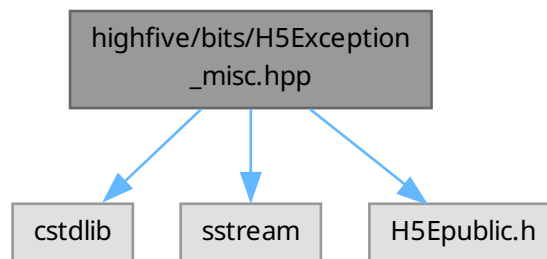 highfive/bits/H5Exception
_misc.hpp
cstdlib
sstream
H5Epublic.h